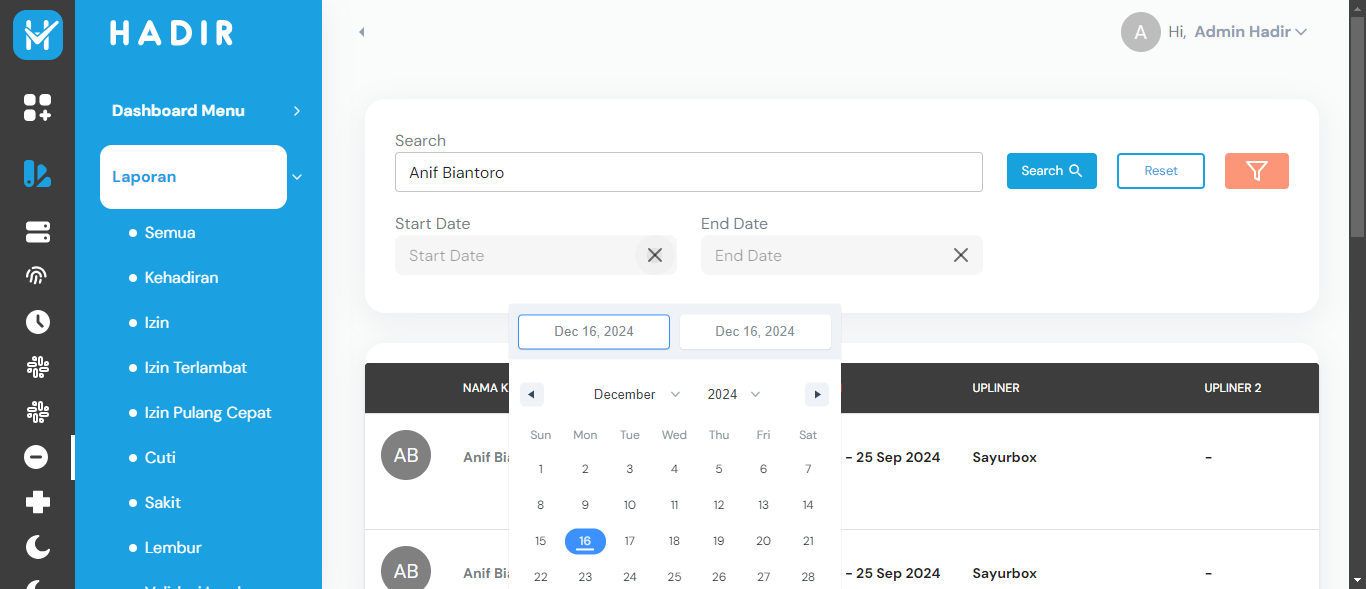 HADIR
A Hi, Admin Hadir
Dashboard Menu
Laporan
Semua
Kehadiran
Izin
Izin Terlambat
Izin Pulang Cepat
Cuti
Sakit
Lembur
Search
Anif Biantoro
Search
Reset
Start Date
End Date
Start Date
End Date
Dec 16, 2024
Dec 16, 2024
December 2024
Sun Mon Tue Wed Thu Fri Sat
1 2 3 4 5 6 7
8 9 10 11 12 13 14
15 16 17 18 19 20 21
22 23 24 25 26 27 28
NAMA K UPLINER UPLINER 2
AB Anif Bi - 25 Sep 2024 Sayurbox -
AB Anif Bi - 25 Sep 2024 Sayurbox -